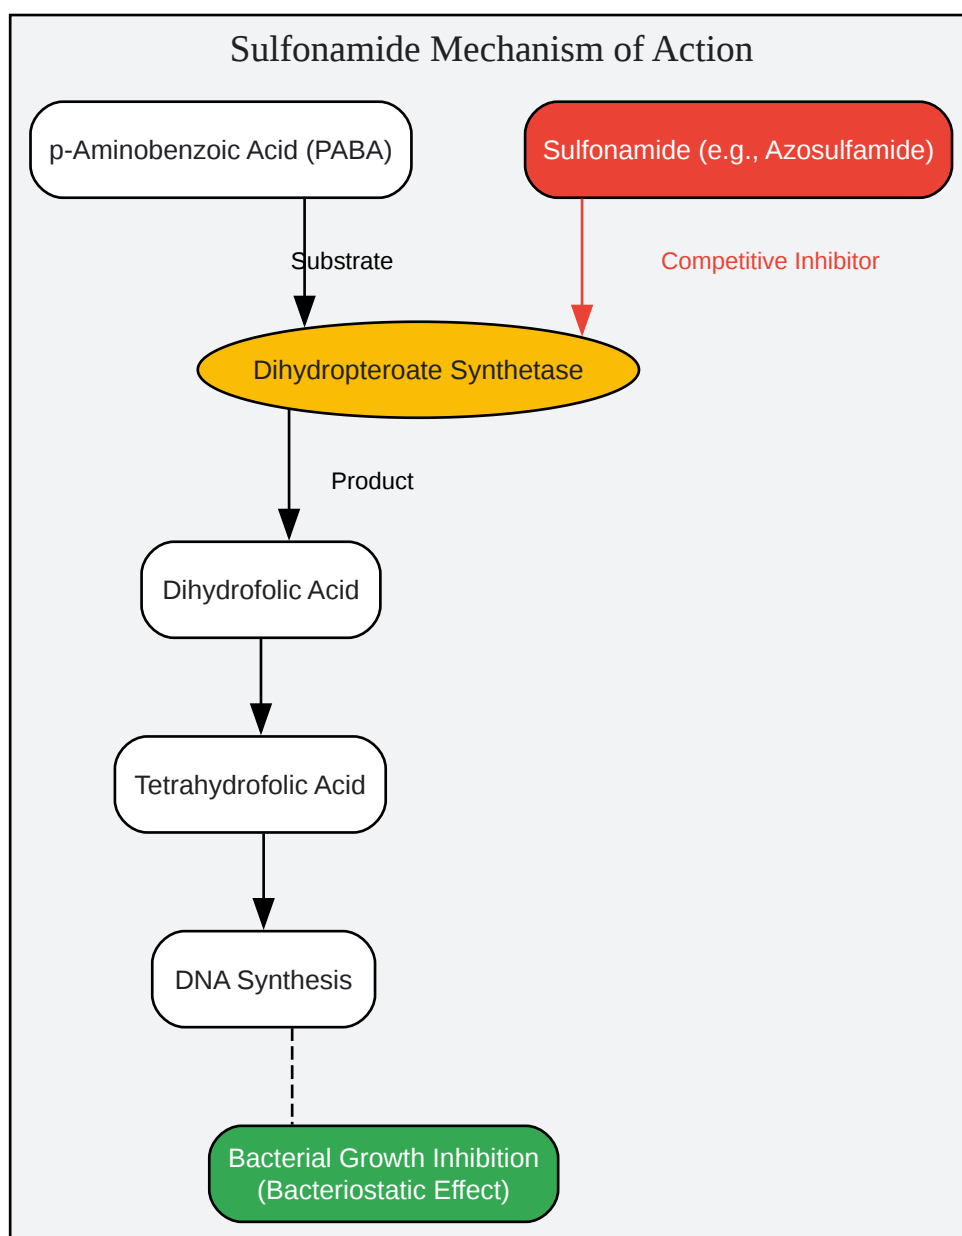 Sulfonamide Mechanism of Action
p-Aminobenzoic Acid (PABA)
Sulfonamide (e.g., Azosulfamide)
Substrate
Competitive Inhibitor
Dihydropteroate Synthetase
Product
Dihydrofolic Acid
Tetrahydrofolic Acid
DNA Synthesis
Bacterial Growth Inhibition
(Bacteriostatic Effect)